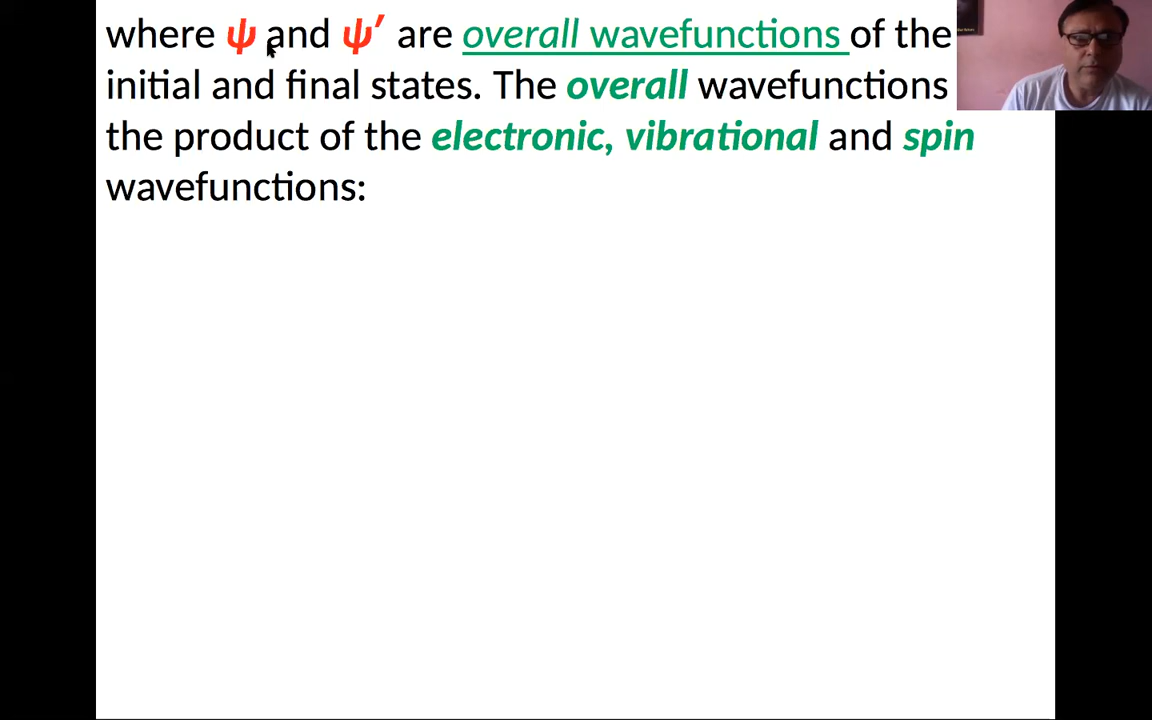 where ψ and ψ′ are overall wavefunctions of the
initial and final states. The overall wavefunctions
the product of the electronic, vibrational and spin
wavefunctions: